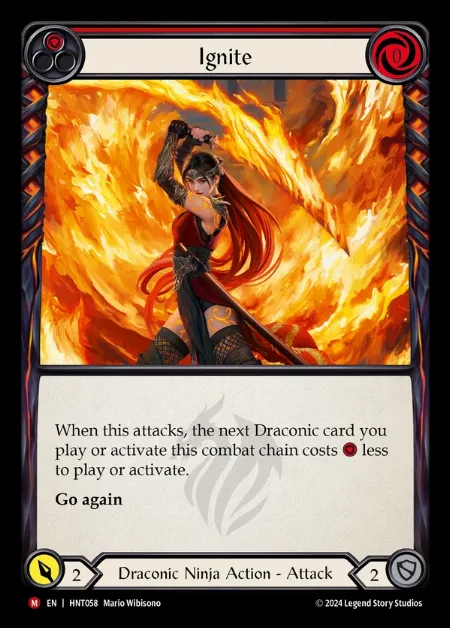 Ignite
0
When this attacks, the next Draconic card you
play or activate this combat chain costs less
to play or activate.
Go again
2
Draconic Ninja Action - Attack
2
M
EN | HNT058 Mario Wibisono
© 2024 Legend Story Studios